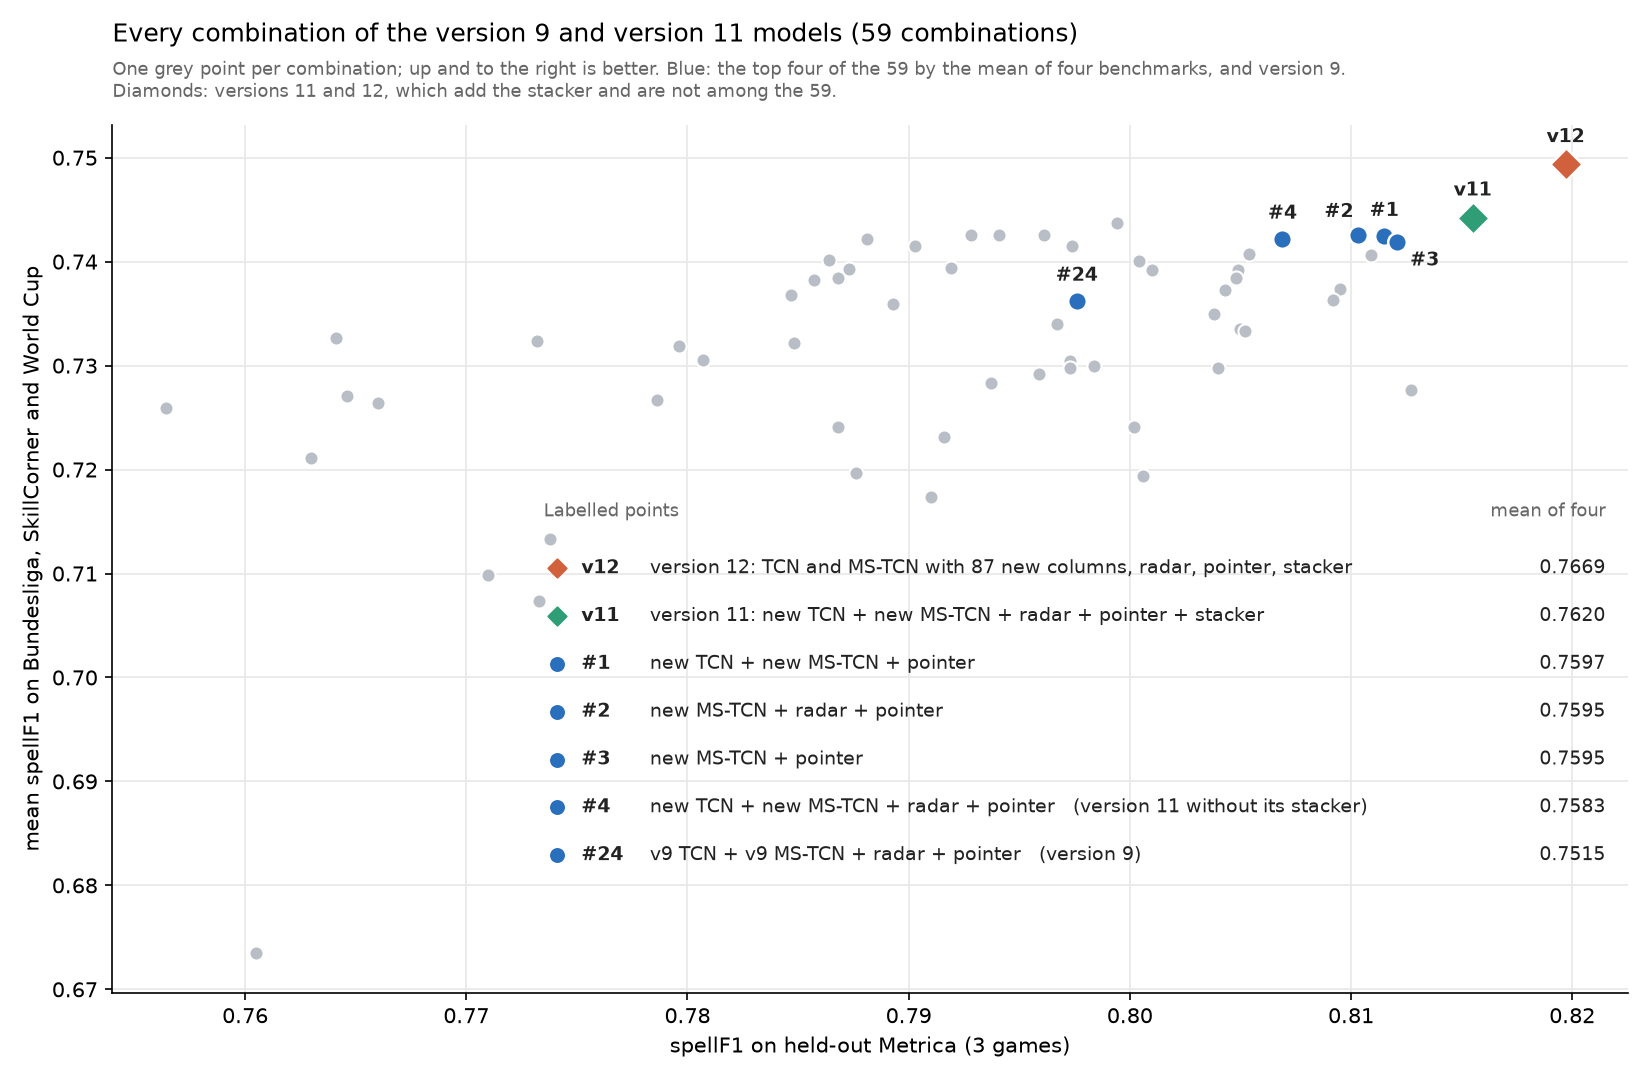 Every combination of the version 9 and version 11 models (59 combinations)
One grey point per combination; up and to the right is better. Blue: the top four of the 59 by the mean of four benchmarks, and version 9.
Diamonds: versions 11 and 12, which add the stacker and are not among the 59.
mean spellF1 on Bundesliga, SkillCorner and World Cup
0.75
0.74
0.73
0.72
0.71
0.70
0.69
0.68
0.67
v12
v11
#4
#2
#1
#3
#24
Labelled points mean of four
v12 version 12: TCN and MS-TCN with 87 new columns, radar, pointer, stacker 0.7669
v11 version 11: new TCN + new MS-TCN + radar + pointer + stacker 0.7620
#1 new TCN + new MS-TCN + pointer 0.7597
#2 new MS-TCN + radar + pointer 0.7595
#3 new MS-TCN + pointer 0.7595
#4 new TCN + new MS-TCN + radar + pointer (version 11 without its stacker) 0.7583
#24 v9 TCN + v9 MS-TCN + radar + pointer (version 9) 0.7515
0.76 0.77 0.78 0.79 0.80 0.81 0.82
spellF1 on held-out Metrica (3 games)